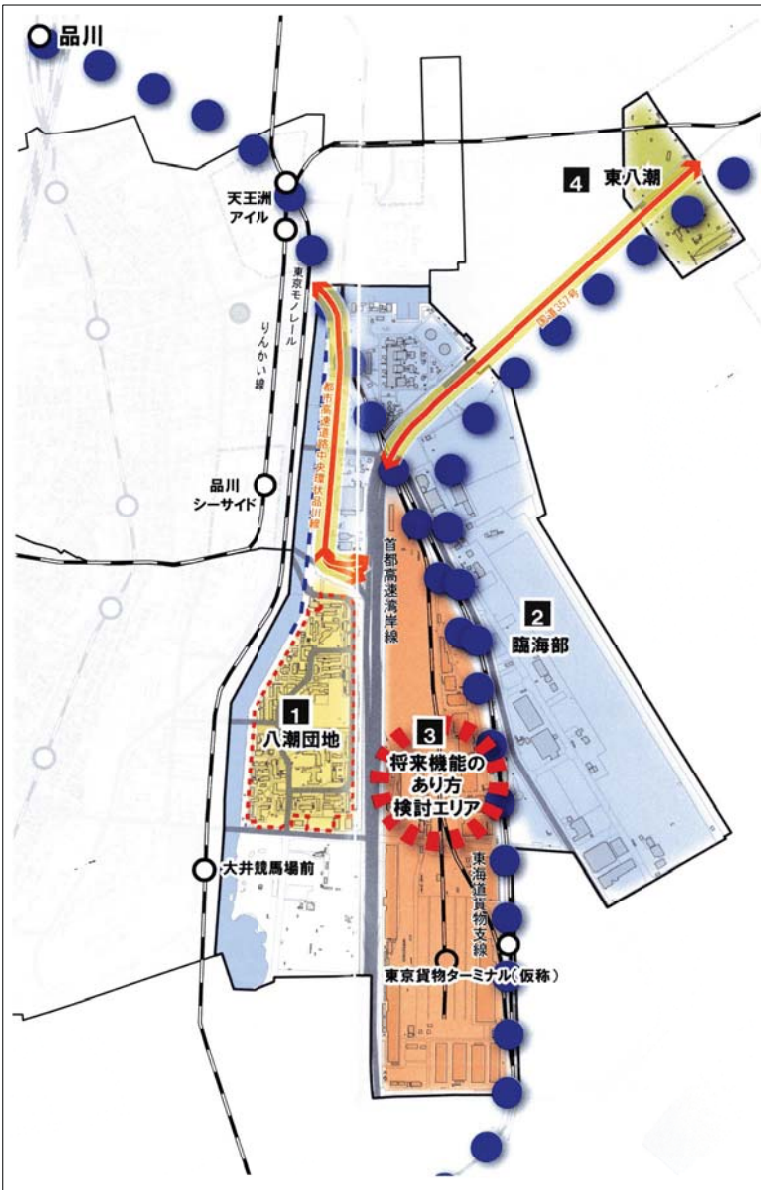 品川
天王洲
アイル
4 東八潮
東京モノレール
りんかい線
国道357号
都市高速道路中央環状品川線
品川
シーサイド
首都高速湾岸線
2
臨海部
1
八潮団地
3
将来機能の
あり方
検討エリア
大井競馬場前
東海道貨物支線
東京貨物ターミナル(仮称)